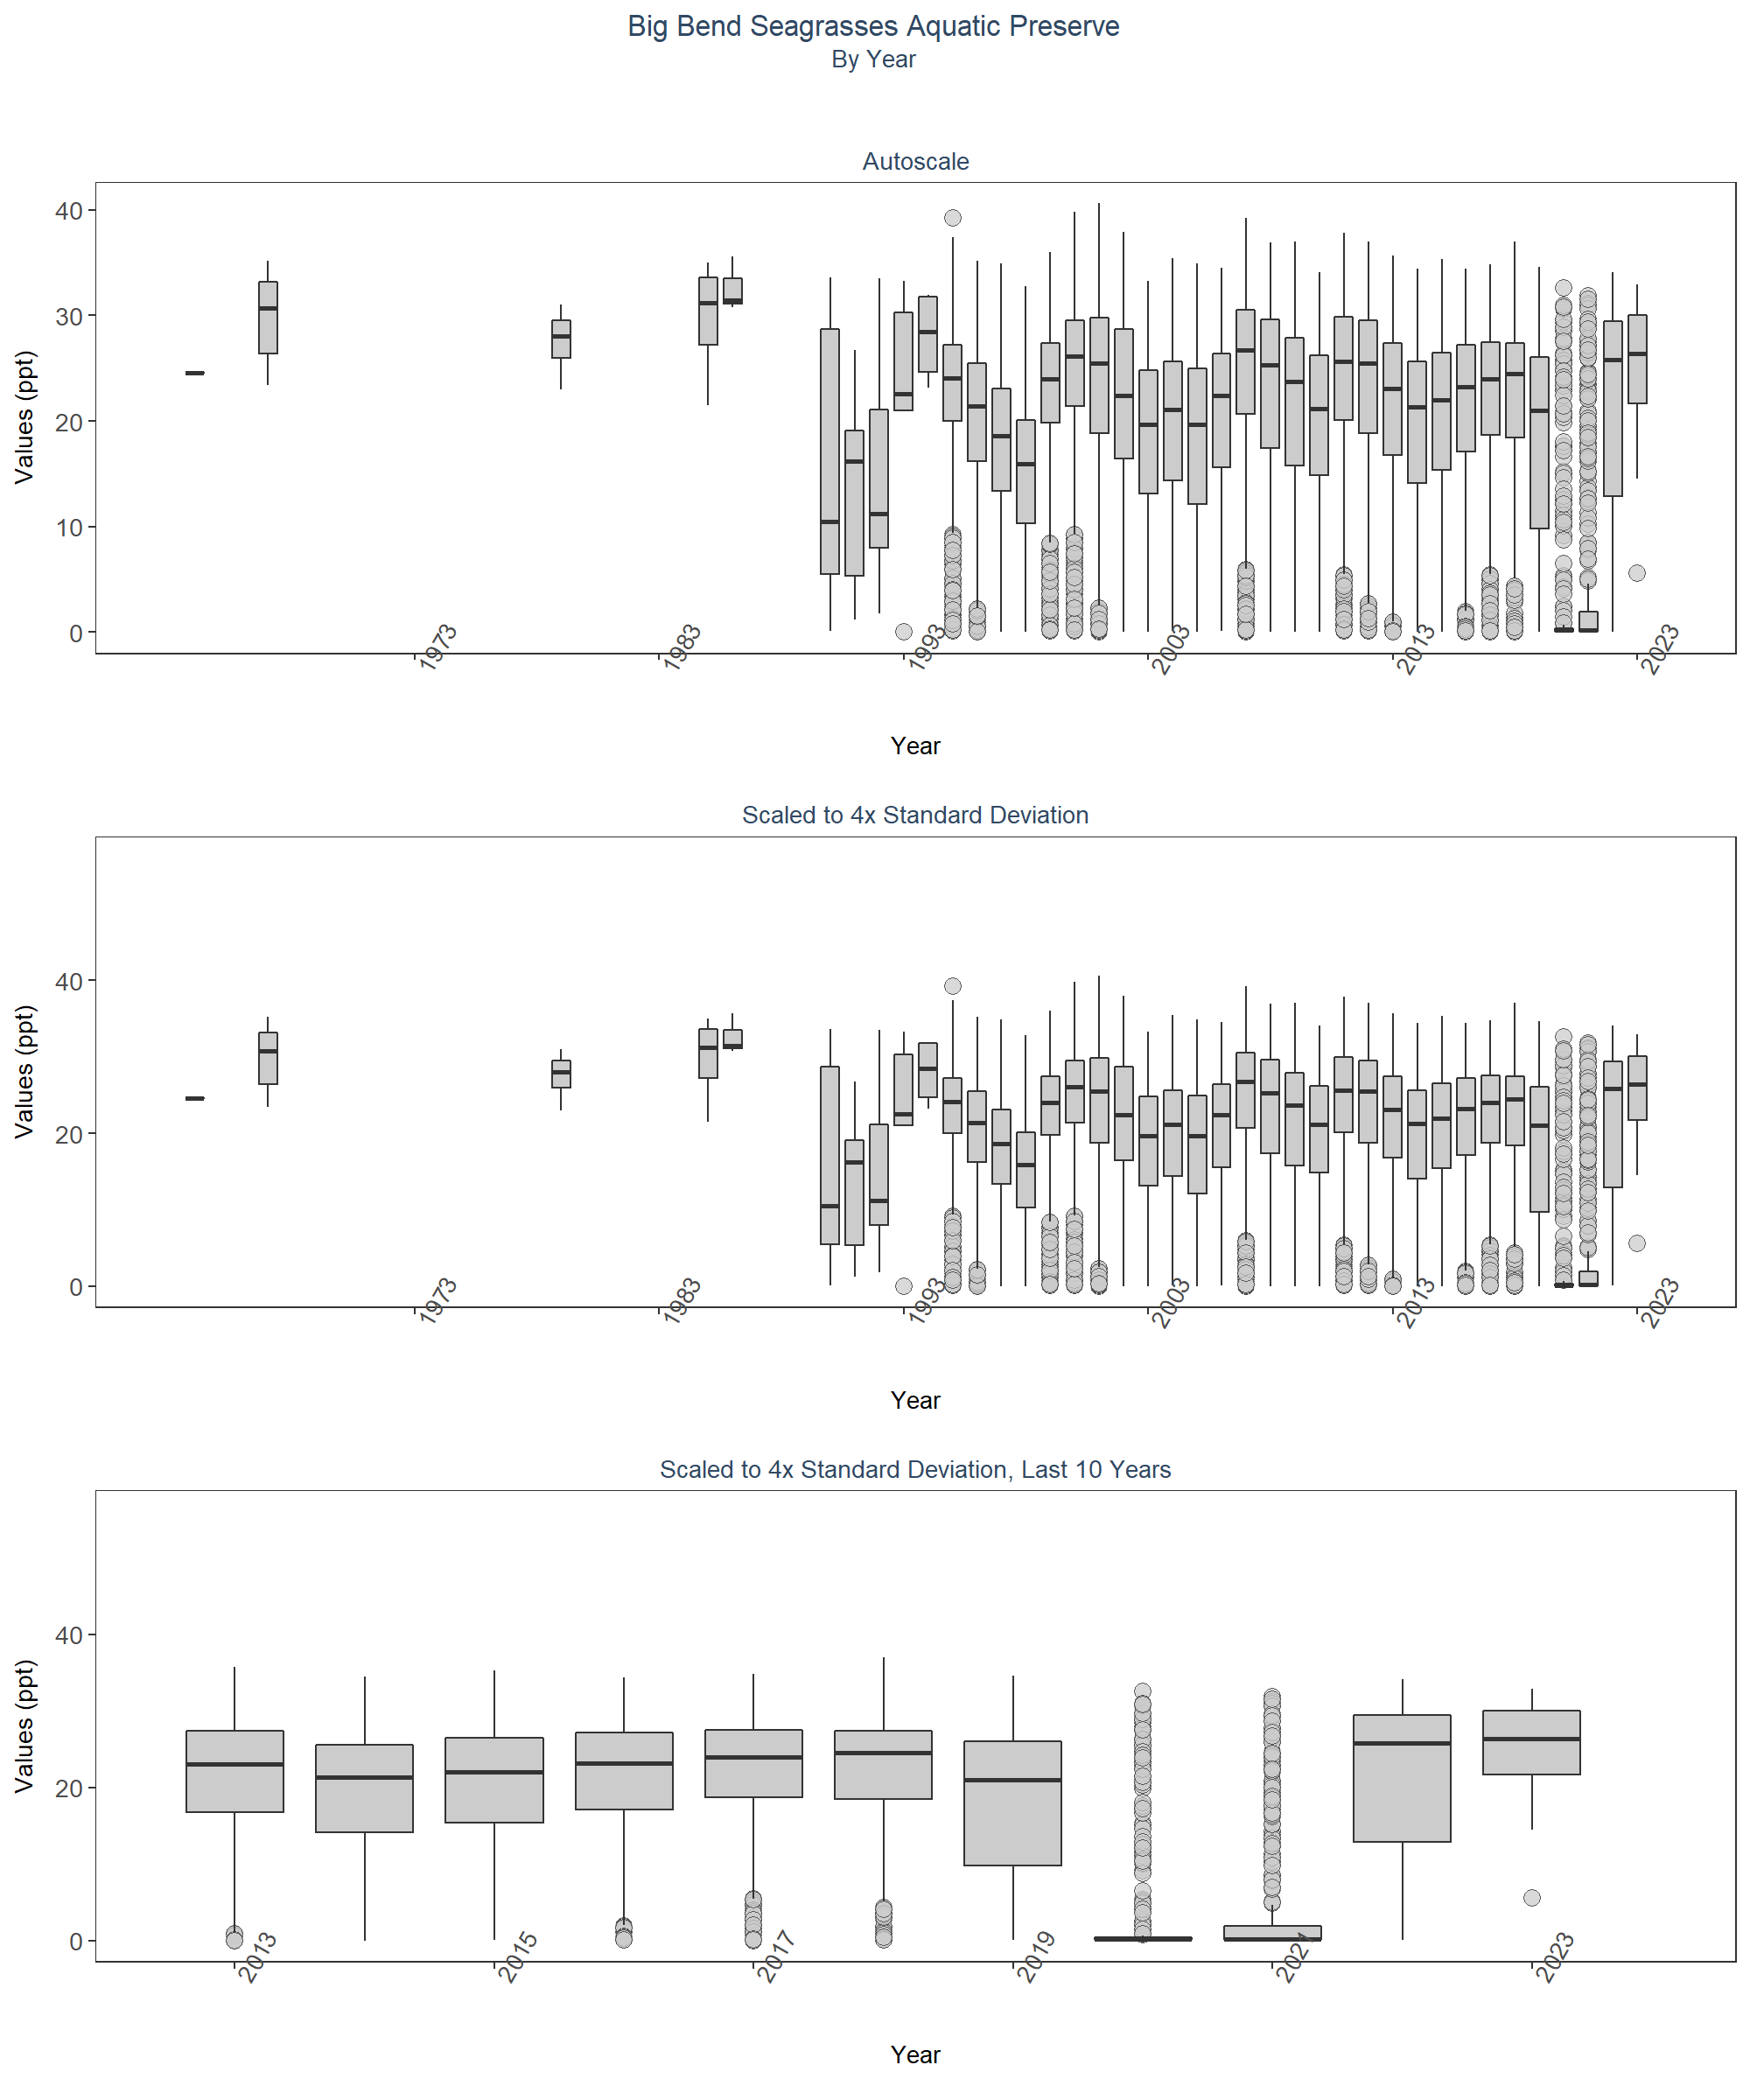 Big Bend Seagrasses Aquatic Preserve
By Year
Autoscale
Values (ppt)
40
30
20
10
0
1973
1983
1993
2003
2013
2023
Year
Scaled to 4x Standard Deviation
Values (ppt)
40
20
0
1973
1983
1993
2003
2013
2023
Year
Scaled to 4x Standard Deviation, Last 10 Years
Values (ppt)
40
20
0
2013
2015
2017
2019
2021
2023
Year